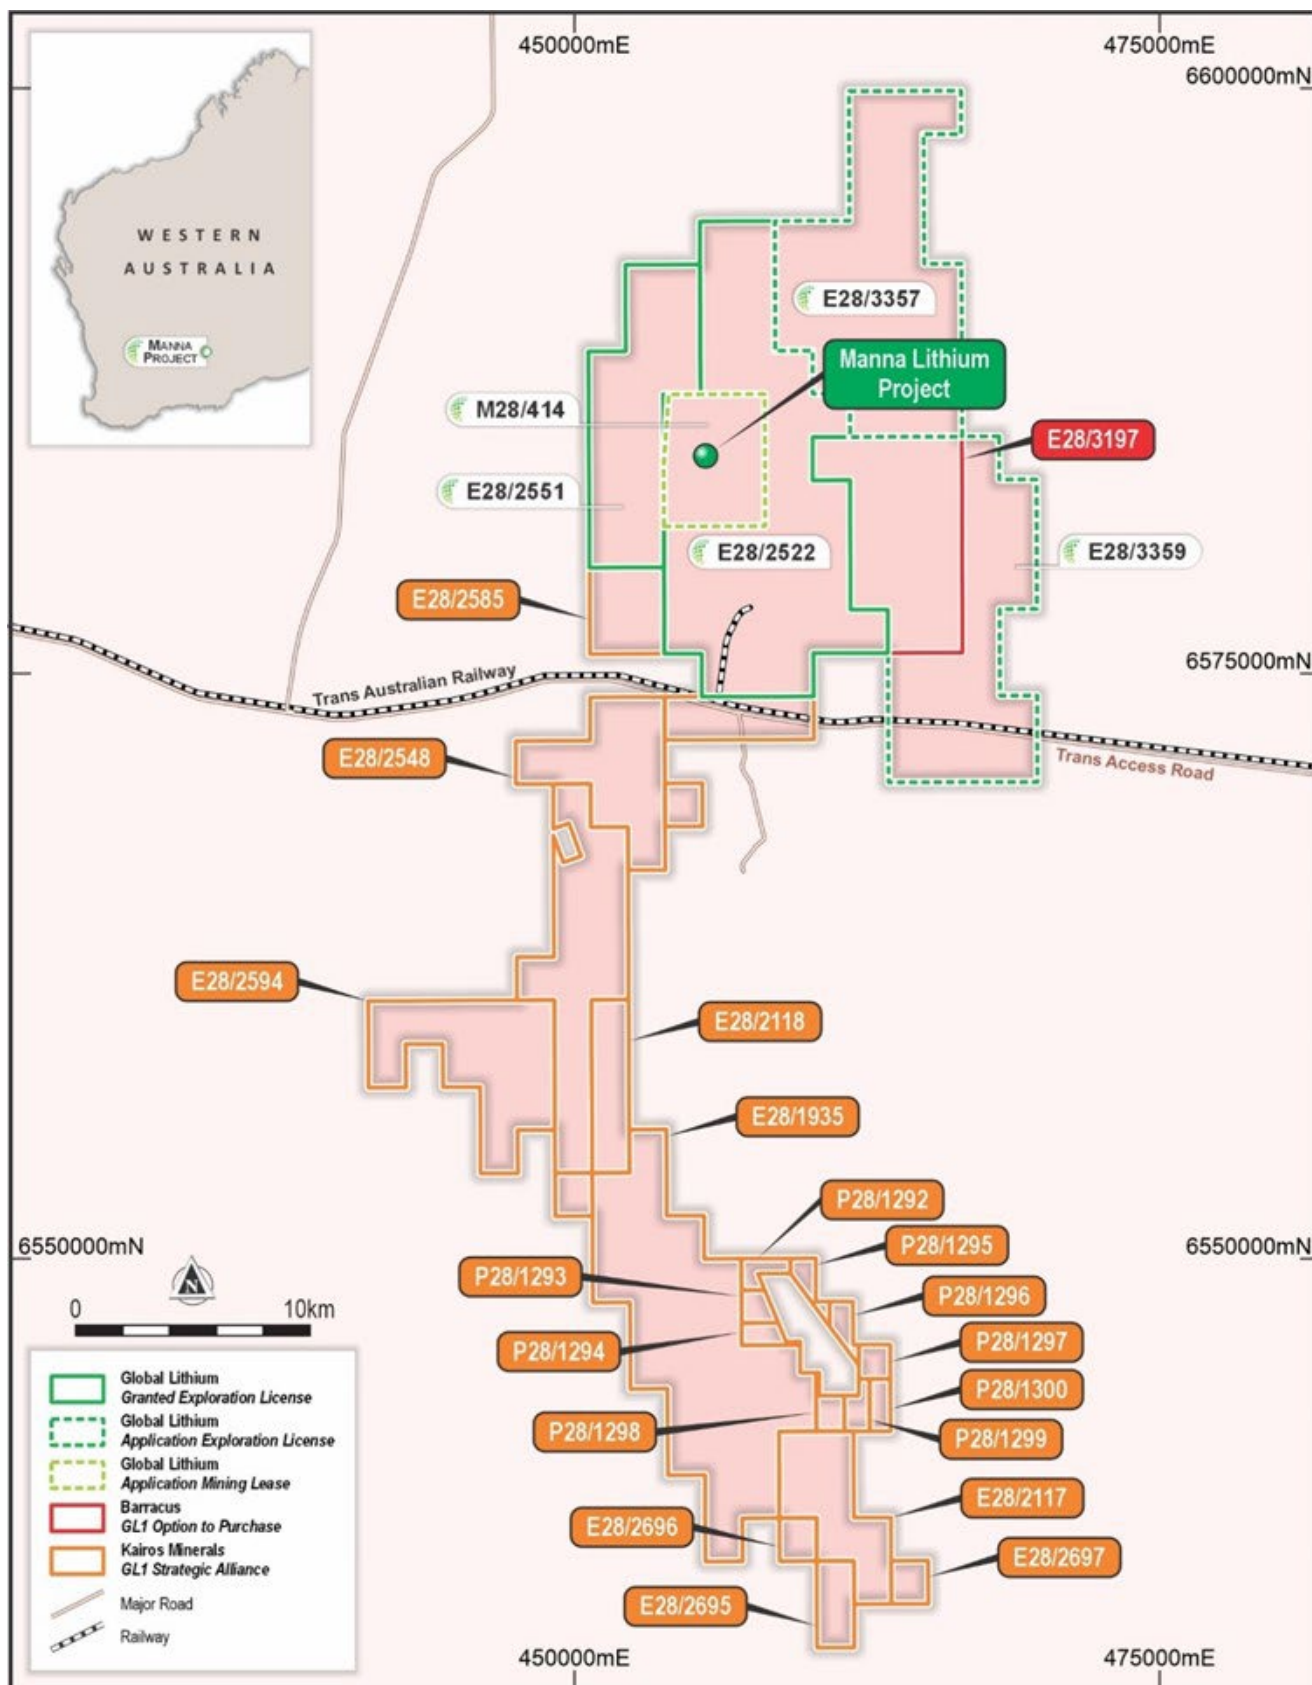 450000mE
475000mE
6600000mN
WESTERN
AUSTRALIA
MANNA
PROJECT
E28/3357
Manna Lithium
Project
M28/414
E28/3197
E28/2551
E28/2522
E28/3359
E28/2585
6575000mN
Trans Australian Railway
E28/2548
Trans Access Road
E28/2594
E28/2118
E28/1935
P28/1292
6550000mN
P28/1295
6550000mN
P28/1293
P28/1296
N
0
10km
P28/1294
P28/1297
P28/1300
P28/1298
P28/1299
E28/2117
E28/2696
E28/2697
E28/2695
Global Lithium
Granted Exploration License
Global Lithium
Application Exploration License
Global Lithium
Application Mining Lease
Barracus
GL1 Option to Purchase
Kairos Minerals
GL1 Strategic Alliance
Major Road
Railway
450000mE
475000mE